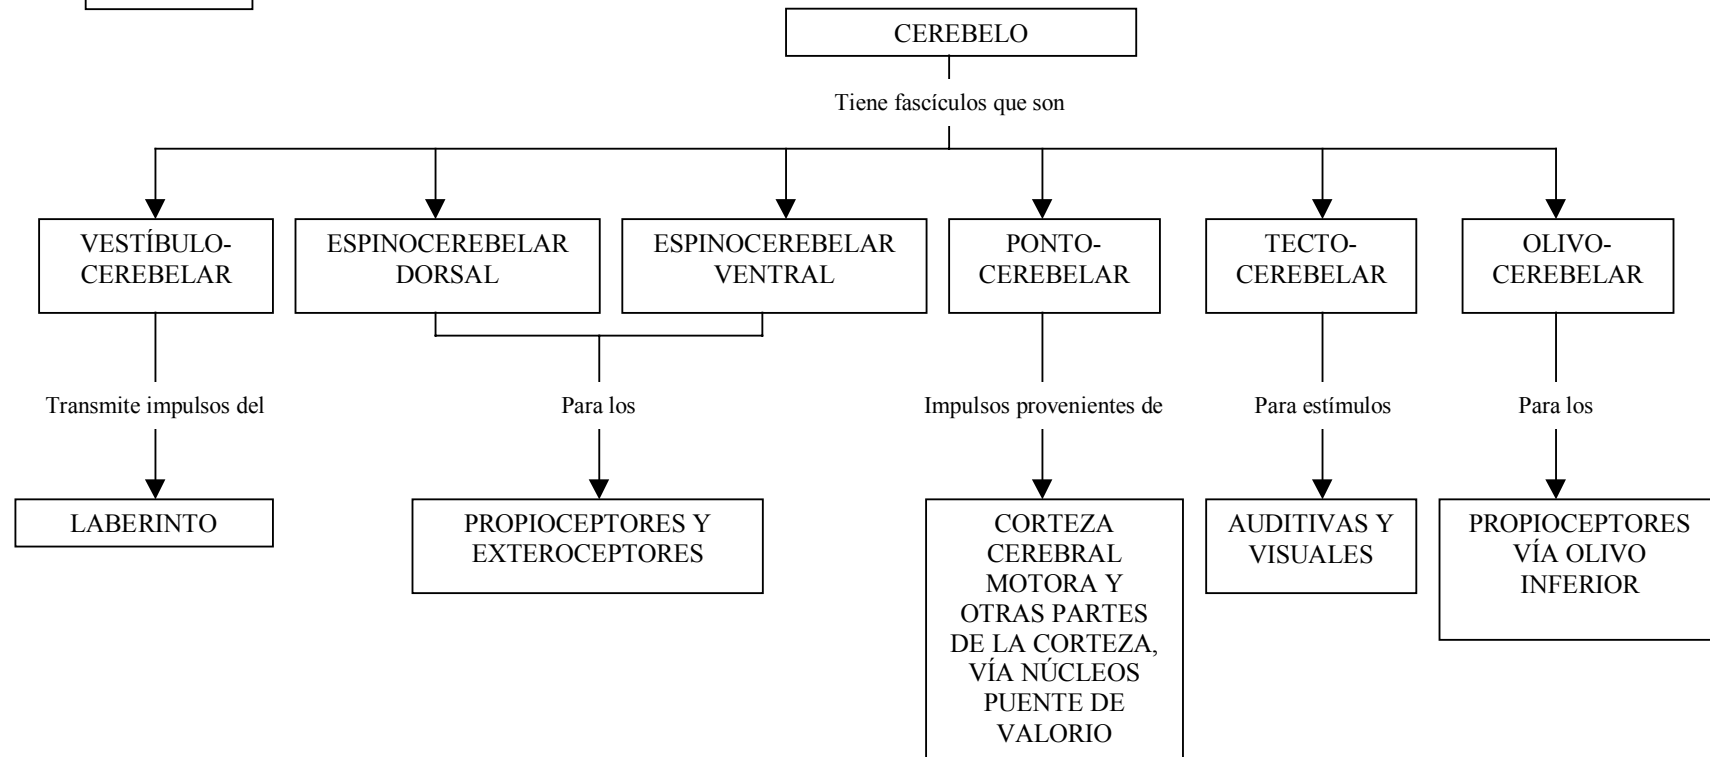 CEREBELO
Tiene fascículos que son
VESTÍBULO-
CEREBELAR
ESPINOCEREBELAR
DORSAL
ESPINOCEREBELAR
VENTRAL
PONTO-
CEREBELAR
TECTO-
CEREBELAR
OLIVO-
CEREBELAR
Transmite impulsos del
Para los
Impulsos provenientes de
Para estímulos
Para los
LABERINTO
PROPIOCEPTORES Y
EXTEROCEPTORES
CORTEZA
CEREBRAL
MOTORA Y
OTRAS PARTES
DE LA CORTEZA,
VÍA NÚCLEOS
PUENTE DE
VALORIO
AUDITIVAS Y
VISUALES
PROPIOCEPTORES
VÍA OLIVO
INFERIOR